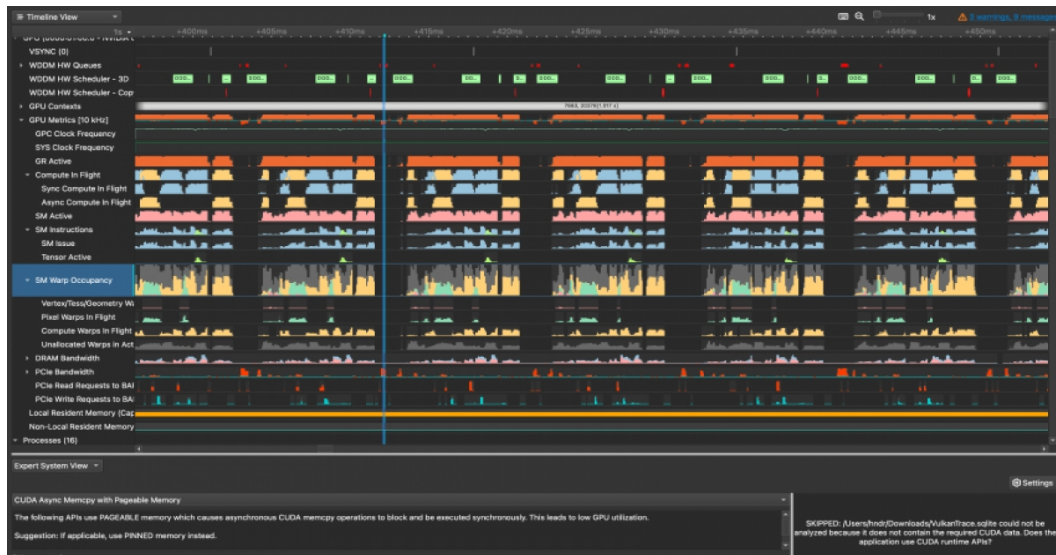 Timeline View
1x
3 warnings, 9 messages
1s
+400ms
+405ms
+410ms
+415ms
+420ms
+425ms
+430ms
+435ms
+440ms
+445ms
+450ms
VSYNC (0)
WDDM HW Queues
WDDM HW Scheduler - 3D
WDDM HW Scheduler - Cop
GPU Contexts
GPU Metrics [10 kHz]
GPC Clock Frequency
SYS Clock Frequency
GR Active
Compute In Flight
Sync Compute In Flight
Async Compute In Flight
SM Active
SM Instructions
SM Issue
Tensor Active
SM Warp Occupancy
Vertex/Tess/Geometry Wa
Pixel Warps In Flight
Compute Warps In Flight
Unallocated Warps in Act
DRAM Bandwidth
PCIe Bandwidth
PCIe Read Requests to BAI
PCIe Write Requests to BAI
Local Resident Memory (Cap
Non-Local Resident Memory
Processes (16)
Expert System View
Settings
CUDA Async Memcpy with Pageable Memory
The following APIs use PAGEABLE memory which causes asynchronous CUDA memcpy operations to block and be executed synchronously. This leads to low GPU utilization.
Suggestion: If applicable, use PINNED memory instead.
SKIPPED: /Users/hndr/Downloads/VulkanTrace.sqlite could not be
analyzed because it does not contain the required CUDA data. Does the
application use CUDA runtime APIs?